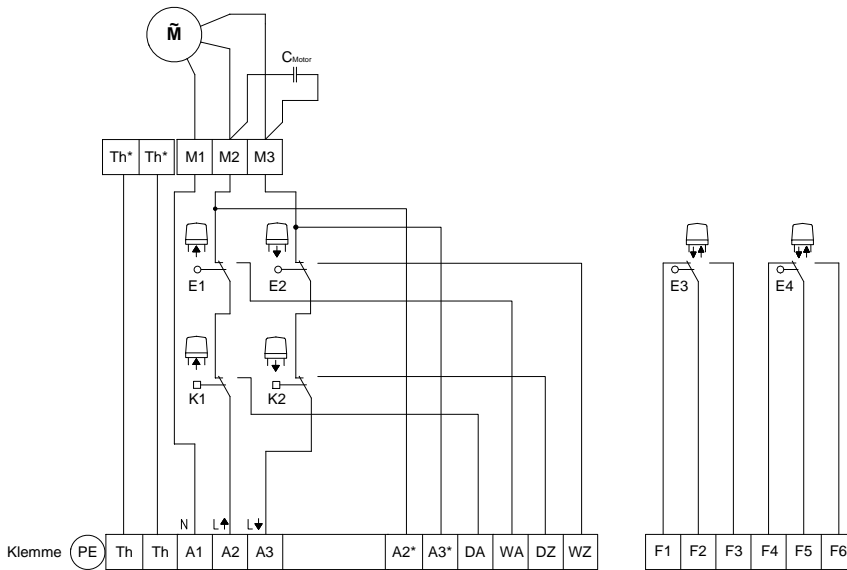 M̃
CMotor
Th* Th* M1 M2 M3
E1 E2 E3 E4
K1 K2
N L L
Klemme PE Th Th A1 A2 A3 A2* A3* DA WA DZ WZ F1 F2 F3 F4 F5 F6